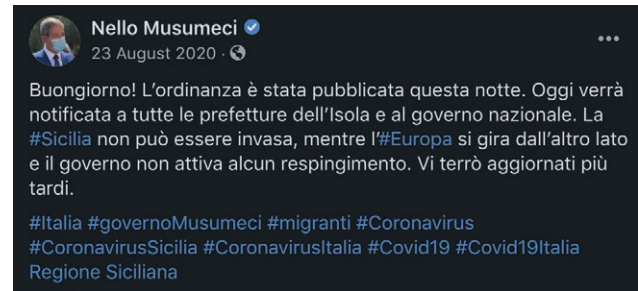 Nello Musumeci
23 August 2020 ·
Buongiorno! L'ordinanza è stata pubblicata questa notte. Oggi verrà
notificata a tutte le prefetture dell'Isola e al governo nazionale. La
#Sicilia non può essere invasa, mentre l'#Europa si gira dall'altro lato
e il governo non attiva alcun respingimento. Vi terrò aggiornati più
tardi.
#Italia #governoMusumeci #migranti #Coronavirus
#CoronavirusSicilia #CoronavirusItalia #Covid19 #Covid19Italia
Regione Siciliana